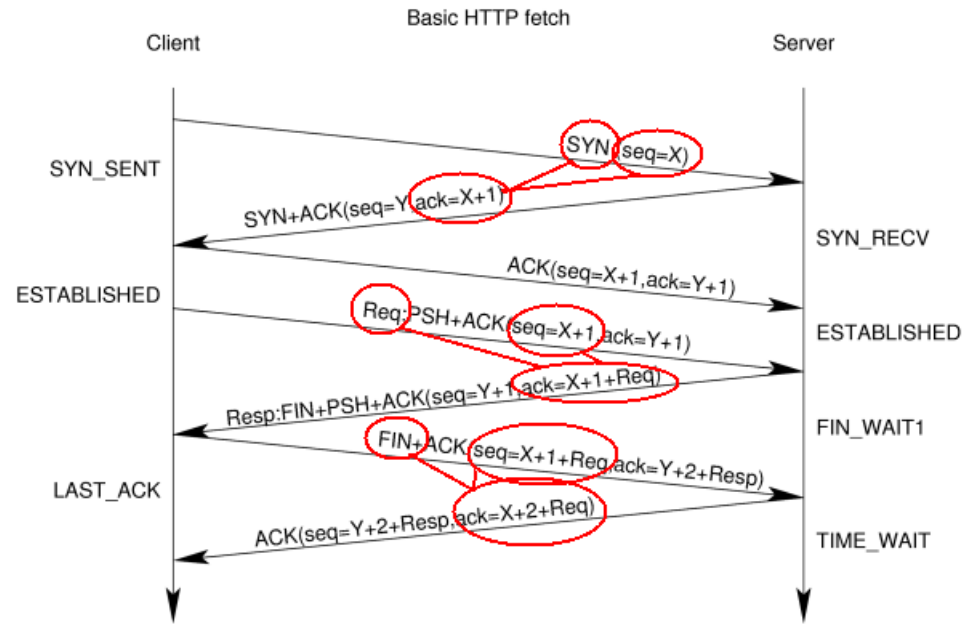 Basic HTTP fetch
Client
Server
SYN (seq=X)
SYN_SENT
SYN+ACK(seq=Y,ack=X+1)
SYN_RECV
ACK(seq=X+1,ack=Y+1)
ESTABLISHED
Req:PSH+ACK(seq=X+1,ack=Y+1)
ESTABLISHED
Resp:FIN+PSH+ACK(seq=Y+1,ack=X+1+Req)
FIN_WAIT1
FIN+ACK(seq=X+1+Req,ack=Y+2+Resp)
LAST_ACK
ACK(seq=Y+2+Resp,ack=X+2+Req)
TIME_WAIT